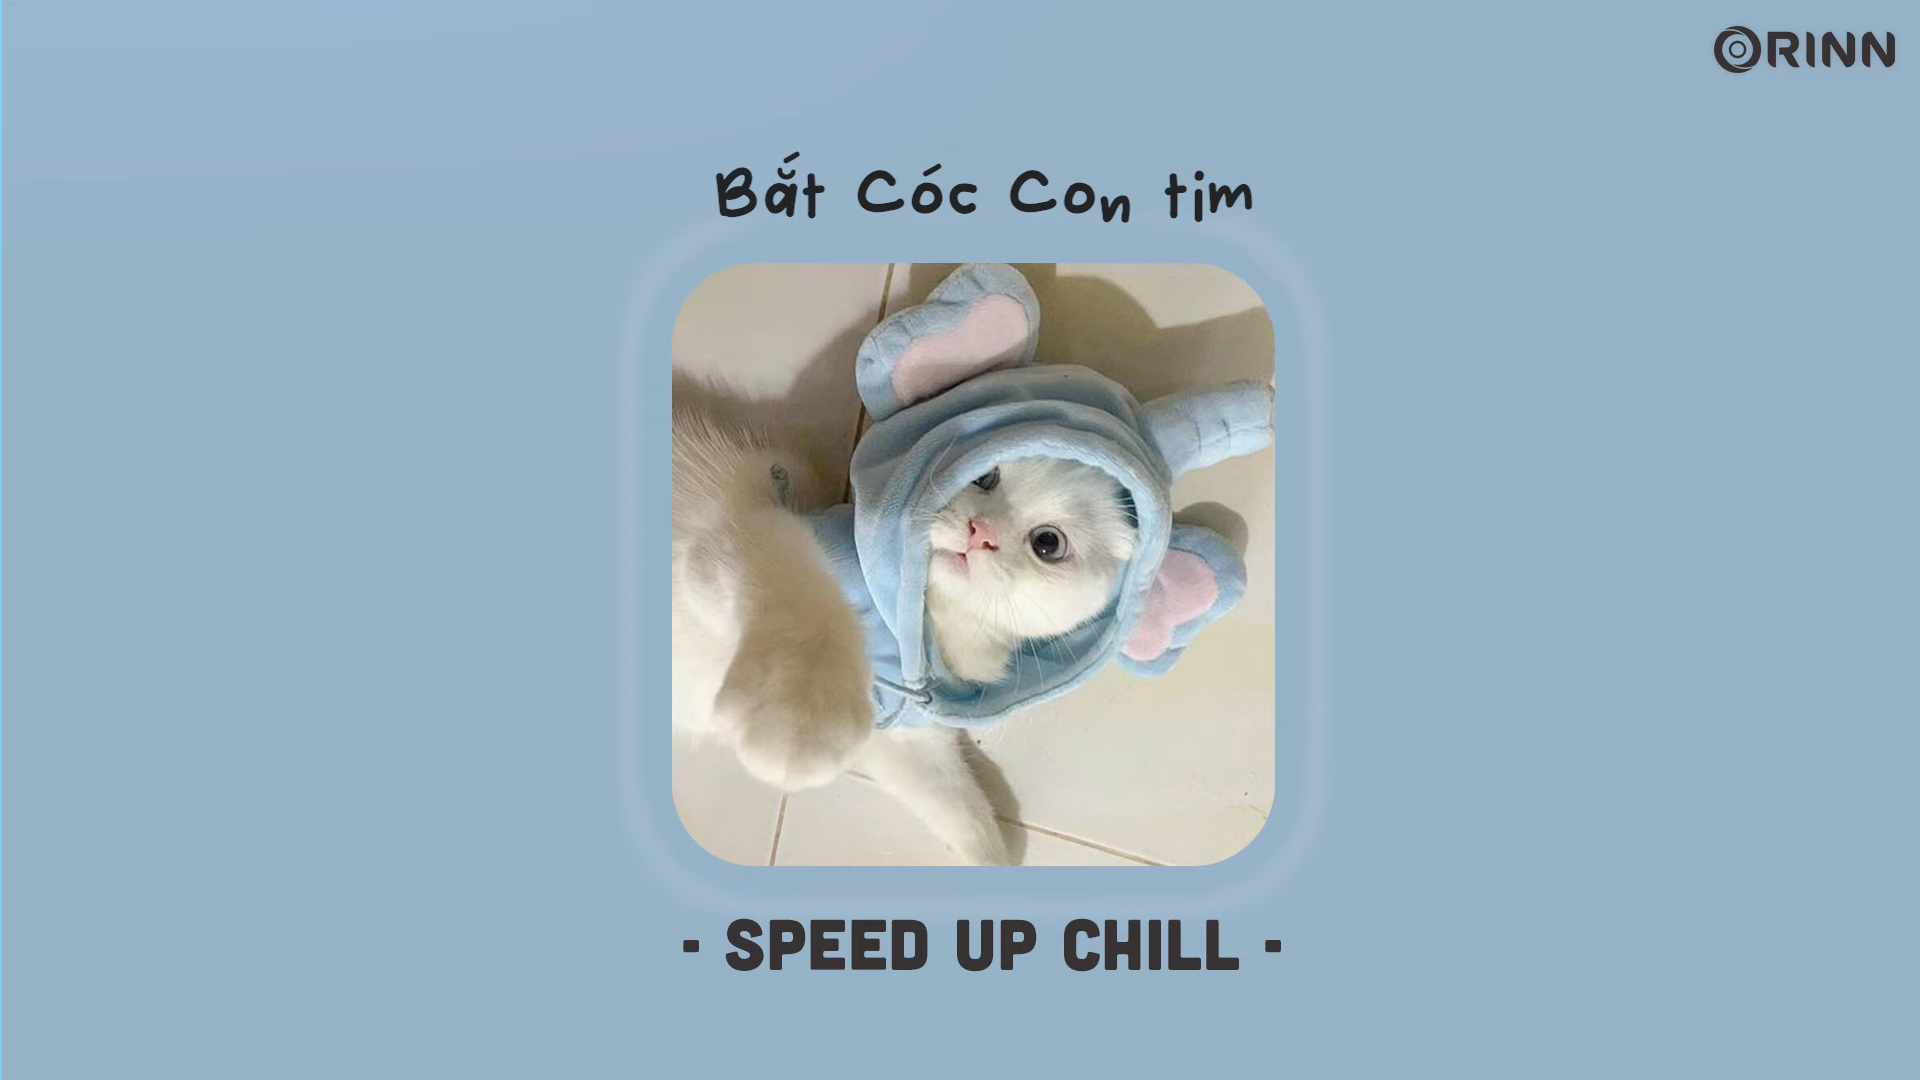 ORINN
Bắt Cóc Con tim
- SPEED UP CHILL -